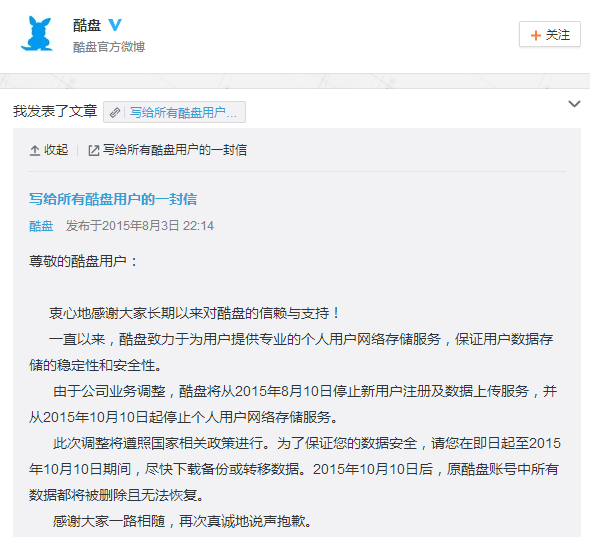 酷盘
酷盘官方微博
关注
我发表了文章 写给所有酷盘用户...
收起 写给所有酷盘用户的一封信
写给所有酷盘用户的一封信
酷盘 发布于2015年8月3日 22:14
尊敬的酷盘用户：
衷心地感谢大家长期以来对酷盘的信赖与支持！
一直以来，酷盘致力于为用户提供专业的个人用户网络存储服务，保证用户数据存
储的稳定性和安全性。
由于公司业务调整，酷盘将从2015年8月10日停止新用户注册及数据上传服务，并
从2015年10月10日起停止个人用户网络存储服务。
此次调整将遵照国家相关政策进行。为了保证您的数据安全，请您在即日起至2015
年10月10日期间，尽快下载备份或转移数据。2015年10月10日后，原酷盘账号中所有
数据都将被删除且无法恢复。
感谢大家一路相随，再次真诚地说声抱歉。